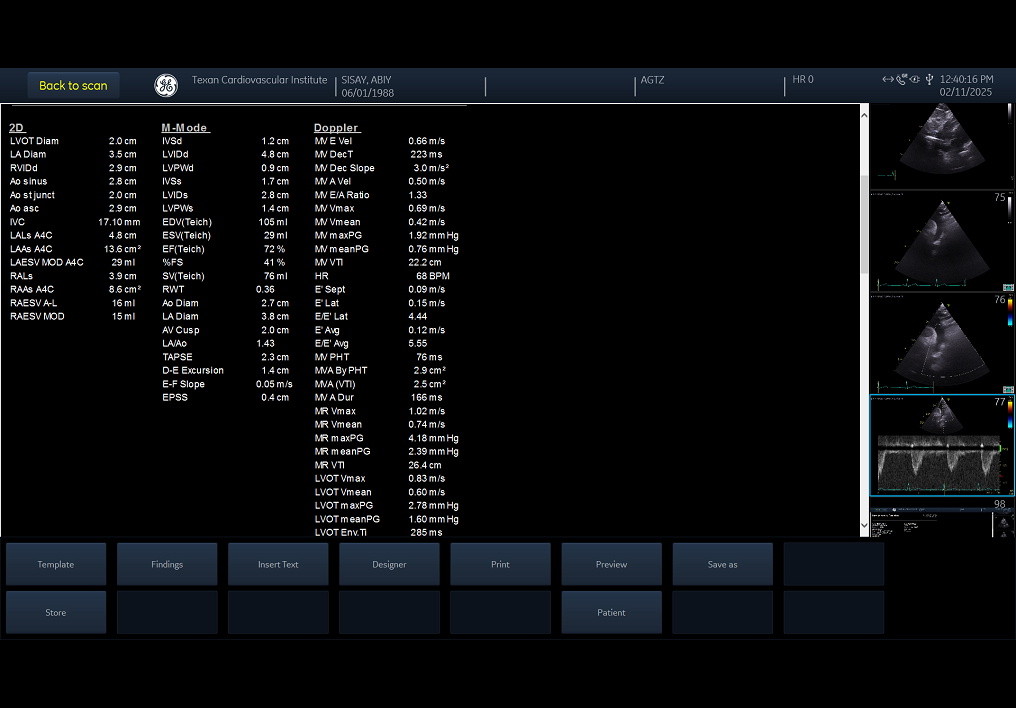 Back to scan
Texan Cardiovascular Institute
SISAY, ABIY
06/01/1988
AGTZ
HR 0
12:40:16 PM
02/11/2025
2D
LVOT Diam 2.0 cm
LA Diam 3.5 cm
RVIDd 2.9 cm
Ao sinus 2.8 cm
Ao st junct 2.0 cm
Ao asc 2.9 cm
IVC 17.10 mm
LALs A4C 4.8 cm
LAAs A4C 13.6 cm²
LAESV MOD A4C 29 ml
RALs 3.9 cm
RAAs A4C 8.6 cm²
RAESV A-L 16 ml
RAESV MOD 15 ml
M-Mode
IVSd 1.2 cm
LVIDd 4.8 cm
LVPWd 0.9 cm
IVSs 1.7 cm
LVIDs 2.8 cm
LVPWs 1.4 cm
EDV(Teich) 105 ml
ESV(Teich) 29 ml
EF(Teich) 72 %
%FS 41 %
SV(Teich) 76 ml
RWT 0.36
Ao Diam 2.7 cm
LA Diam 3.8 cm
AV Cusp 2.0 cm
LA/Ao 1.43
TAPSE 2.3 cm
D-E Excursion 1.4 cm
E-F Slope 0.05 m/s
EPSS 0.4 cm
Doppler
MV E Vel 0.66 m/s
MV DecT 223 ms
MV Dec Slope 3.0 m/s²
MV A Vel 0.50 m/s
MV E/A Ratio 1.33
MV Vmax 0.69 m/s
MV Vmean 0.42 m/s
MV maxPG 1.92 mmHg
MV meanPG 0.76 mmHg
MV VTI 22.2 cm
HR 68 BPM
E' Sept 0.09 m/s
E' Lat 0.15 m/s
E/E' Lat 4.44
E' Avg 0.12 m/s
E/E' Avg 5.55
MV PHT 76 ms
MVA By PHT 2.9 cm²
MVA (VTI) 2.5 cm²
MV A Dur 166 ms
MR Vmax 1.02 m/s
MR Vmean 0.74 m/s
MR maxPG 4.18 mmHg
MR meanPG 2.39 mmHg
MR VTI 26.4 cm
LVOT Vmax 0.83 m/s
LVOT Vmean 0.60 m/s
LVOT maxPG 2.78 mmHg
LVOT meanPG 1.60 mmHg
LVOT Env.Ti 285 ms
75
76
77
98
Template
Findings
Insert Text
Designer
Print
Preview
Save as
Store
Patient